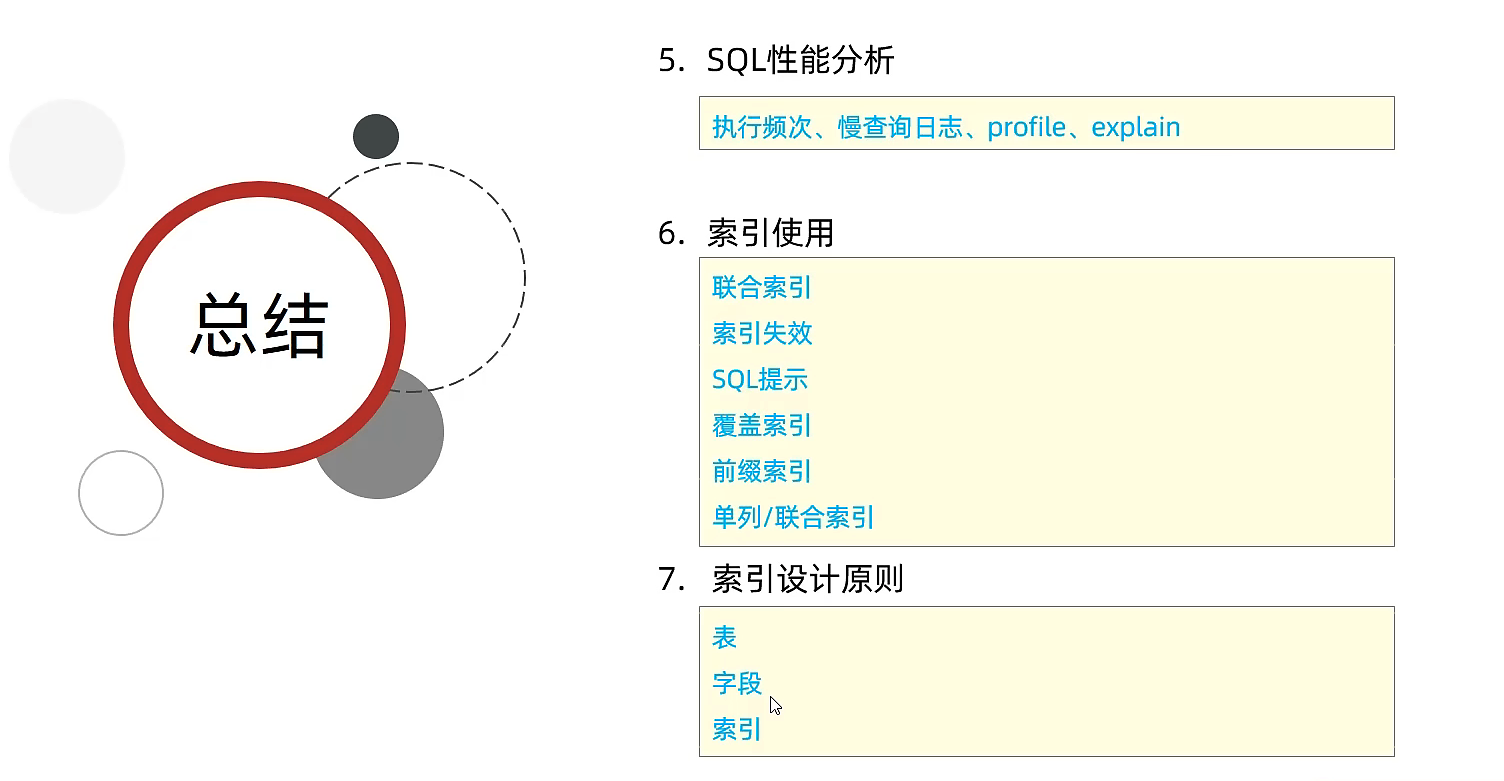 总结
5. SQL性能分析
执行频次、慢查询日志、profile、explain
6. 索引使用
联合索引
索引失效
SQL提示
覆盖索引
前缀索引
单列/联合索引
7. 索引设计原则
表
字段
索引